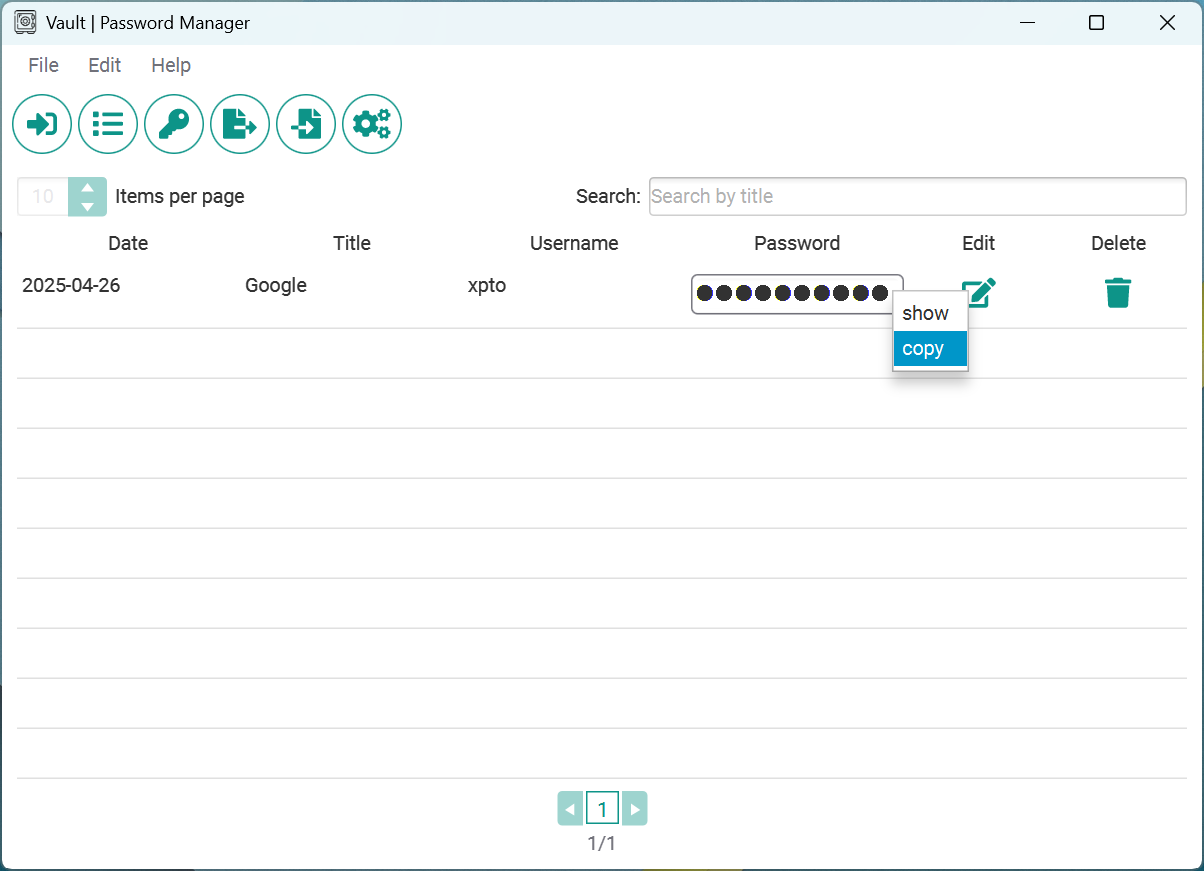 Vault | Password Manager
File Edit Help
10 Items per page Search: Search by title
Date Title Username Password Edit Delete
2025-04-26 Google xpto ●●●●●●●●●●
show
copy
1
1/1